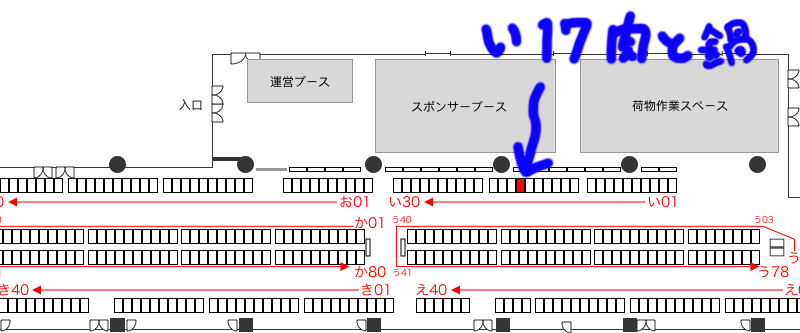 い17肉と鍋
運営ブース
スポンサーブース
荷物作業スペース
入口
0
お01
い30
い01
か01
う40
う03
う
か80
う41
う78
き40
き01
え40
え0